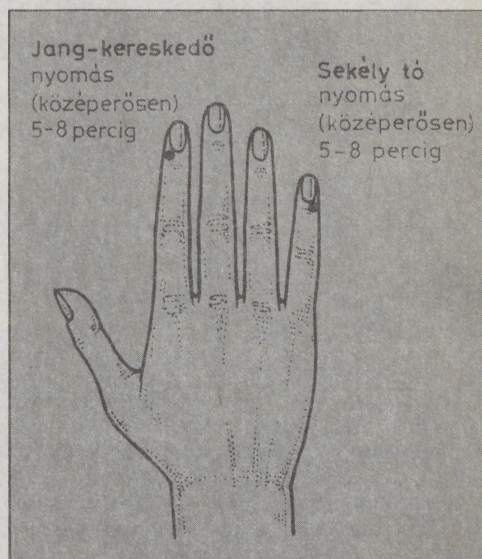 Jang-kereskedő
nyomás
(középerősen)
5-8 percig
Sekély tó
nyomás
(középerősen)
5-8 percig